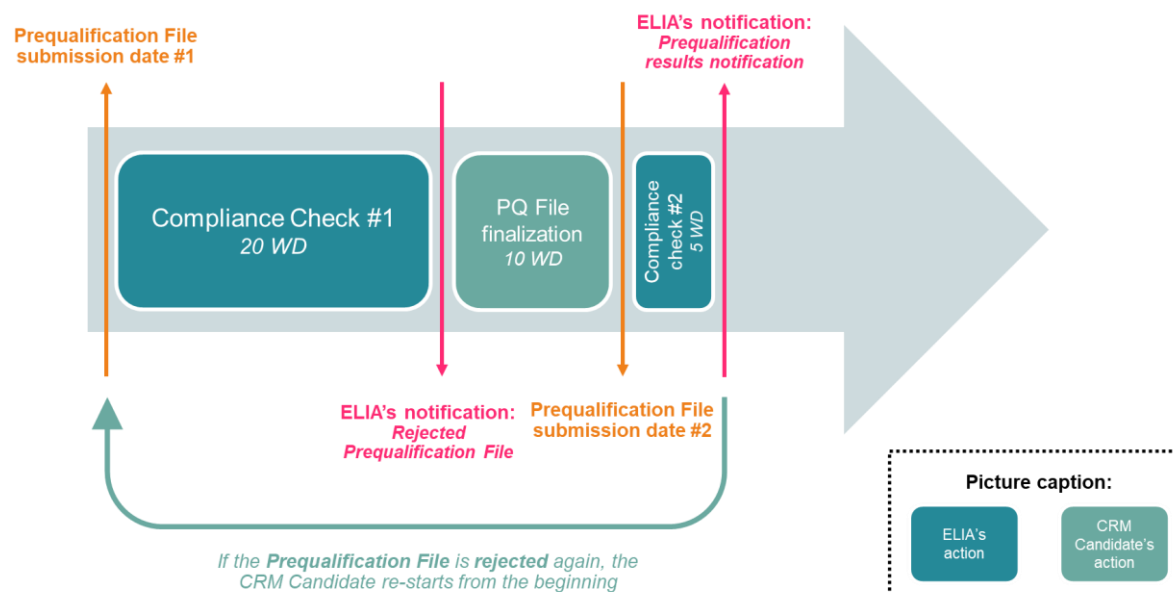 Prequalification File
submission date #1
ELIA's notification:
Prequalification
results notification
Compliance Check #1
20 WD
PQ File
finalization
10 WD
Compliance
check #2
5 WD
ELIA's notification:
Rejected
Prequalification File
Prequalification File
submission date #2
If the Prequalification File is rejected again, the
CRM Candidate re-starts from the beginning
Picture caption:
ELIA's
action
CRM
Candidate's
action